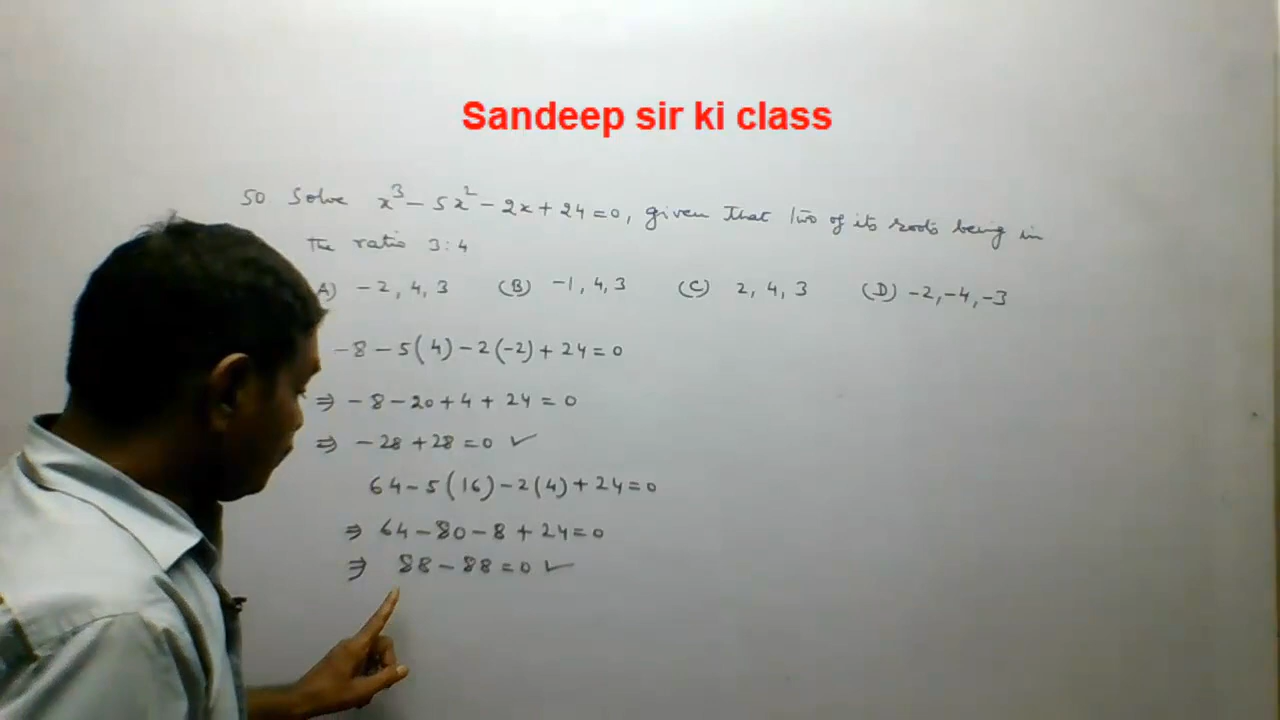 Sandeep sir ki class
50 Solve x³ - 5x² - 2x + 24 = 0, given that two of its roots being in
the ratio 3:4
A) -2, 4, 3 (B) -1, 4, 3 (C) 2, 4, 3 (D) -2, -4, -3
-8 - 5(4) - 2(-2) + 24 = 0
⇒ -8 - 20 + 4 + 24 = 0
⇒ -28 + 28 = 0 ✓
64 - 5(16) - 2(4) + 24 = 0
⇒ 64 - 80 - 8 + 24 = 0
⇒ 88 - 88 = 0 ✓